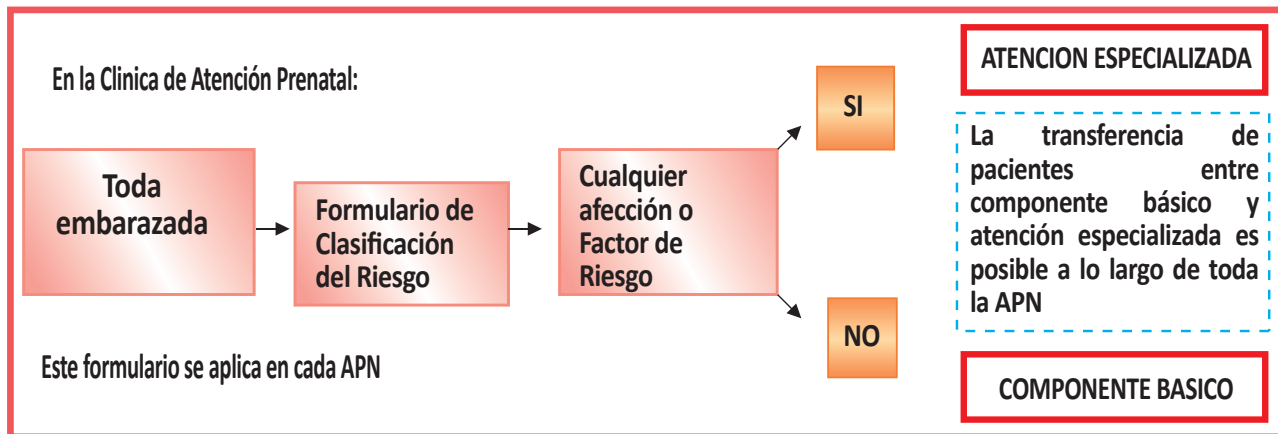 En la Clinica de Atención Prenatal:
Toda
embarazada
Formulario de
Clasificación
del Riesgo
Cualquier
afección o
Factor de
Riesgo
SI
NO
Este formulario se aplica en cada APN
ATENCION ESPECIALIZADA
La transferencia de
pacientes entre
componente básico y
atención especializada es
posible a lo largo de toda
la APN
COMPONENTE BASICO